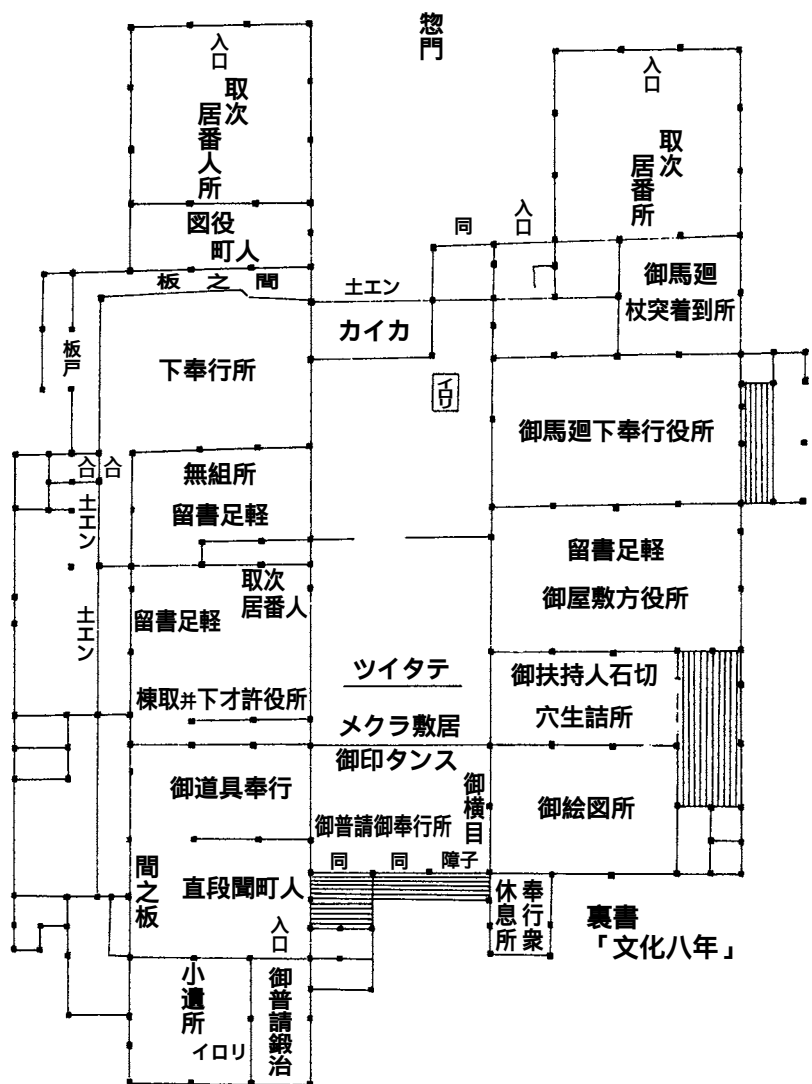 惣門
入口
取次
居番人所
図役
町人
板之間
板戸
下奉行所
土エン
カイカ
同
入口
入口
取次
居番所
御馬廻
杖突着到所
イロリ
御馬廻下奉行役所
入口
入口
無組所
留書足軽
土エン
土エン
取次
居番人
留書足軽
棟取并下才許役所
留書足軽
御屋敷方役所
ツイタテ
メクラ敷居
御印タンス
御扶持人石切
穴生詰所
御道具奉行
御普請御奉行所
御横目
御絵図所
同
同
障子
間之板
直段聞町人
入口
奉行衆
休息所
裏書
「文化八年」
小遣所
イロリ
御普請鍛冶